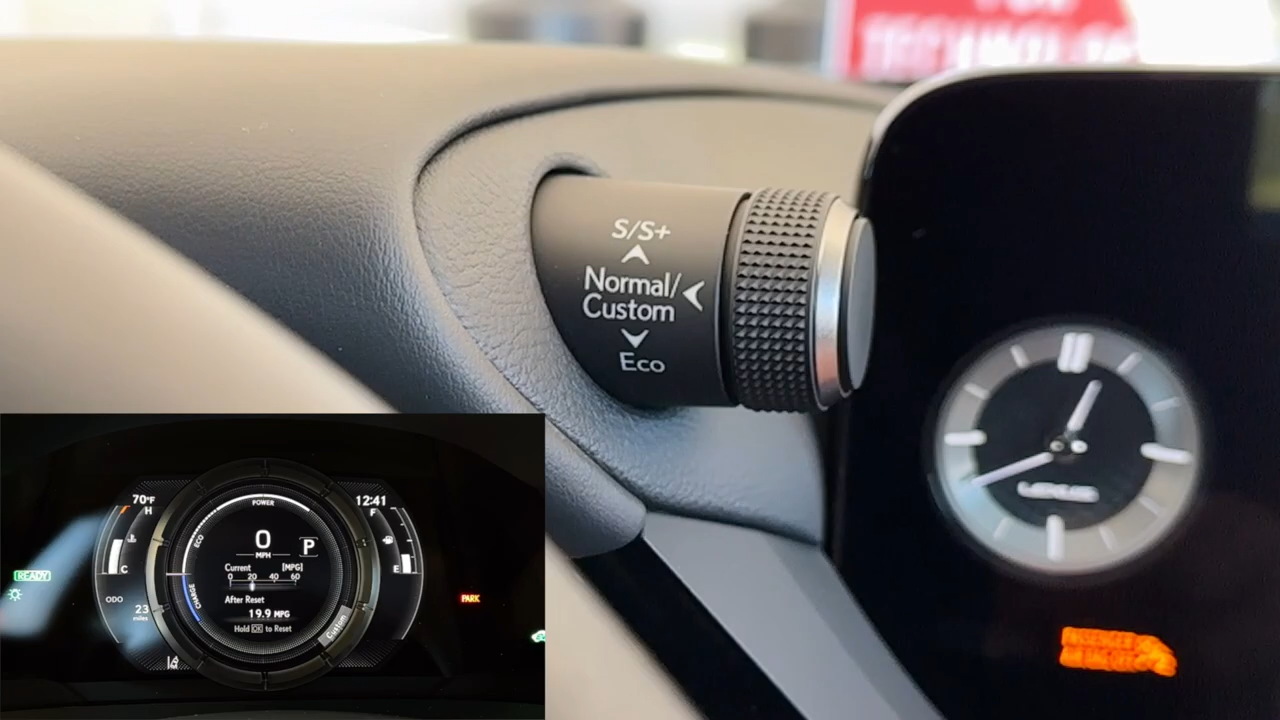 S/S+
Normal/
Custom
Eco
LEXUS
70°F
12:41
H
F
POWER
ECO
0
MPH
P
C
E
Current [MPG]
0 20 40 60
CHARGE
READY
ODO
23
miles
After Reset
19.9 MPG
Hold OK to Reset
Custom
PARK